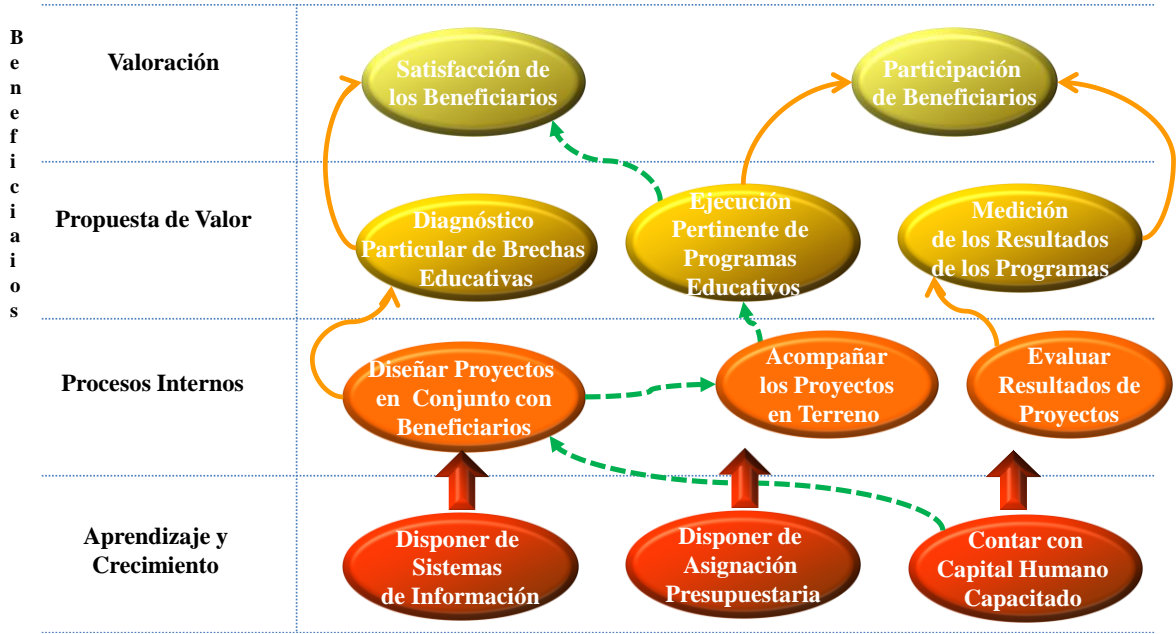 Beneficiaios
Valoración
Satisfacción de
los Beneficiarios
Participación
de Beneficiarios
Propuesta de Valor
Diagnóstico
Particular de Brechas
Educativas
Ejecución
Pertinente de
Programas
Educativos
Medición
de los Resultados
de los Programas
Procesos Internos
Diseñar Proyectos
en Conjunto con
Beneficiarios
Acompañar
los Proyectos
en Terreno
Evaluar
Resultados de
Proyectos
Aprendizaje y
Crecimiento
Disponer de
Sistemas
de Información
Disponer de
Asignación
Presupuestaria
Contar con
Capital Humano
Capacitado